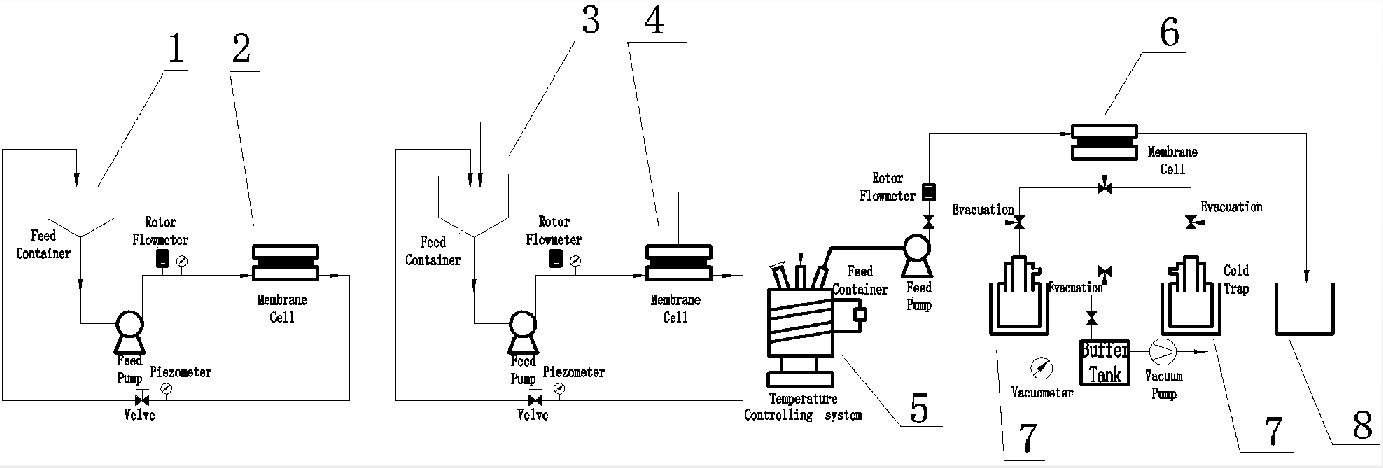 1
2
3
4
6
Rotor
Flowmeter
Feed
Container
Membrane
Cell
Feed
Pump
Piezometer
Velve
Rotor
Flowmeter
Feed
Container
Membrane
Cell
Feed
Pump
Piezometer
Velve
Rotor
Flowmeter
Membrane
Cell
Evacuation
Evacuation
Feed
Container
Feed
Pump
Evacuation
Cold
Trap
Buffer
Tank
Vacuometer
Vacuum
Pump
Temperature
Controlling system
5
7
7
8